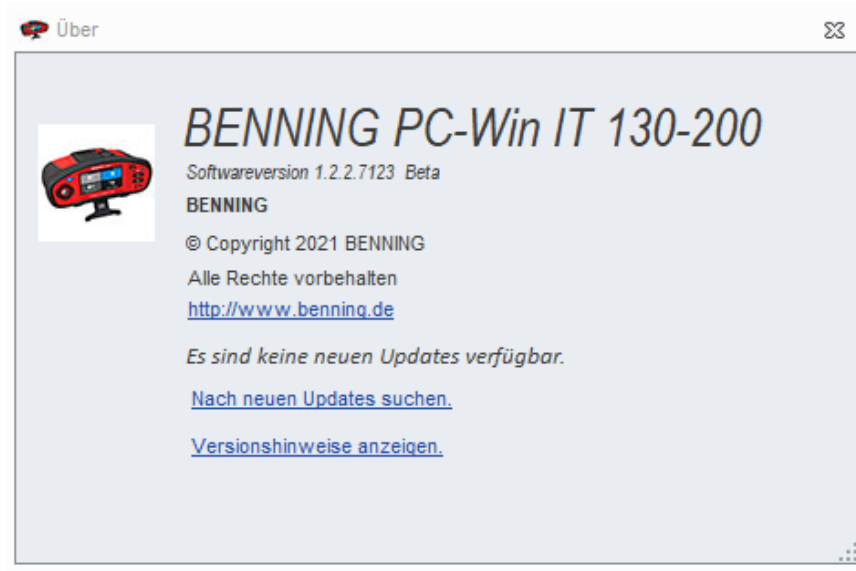 Über
BENNING PC-Win IT 130-200
Softwareversion 1.2.2.7123 Beta
BENNING
© Copyright 2021 BENNING
Alle Rechte vorbehalten
http://www.benning.de
Es sind keine neuen Updates verfügbar.
Nach neuen Updates suchen.
Versionshinweise anzeigen.